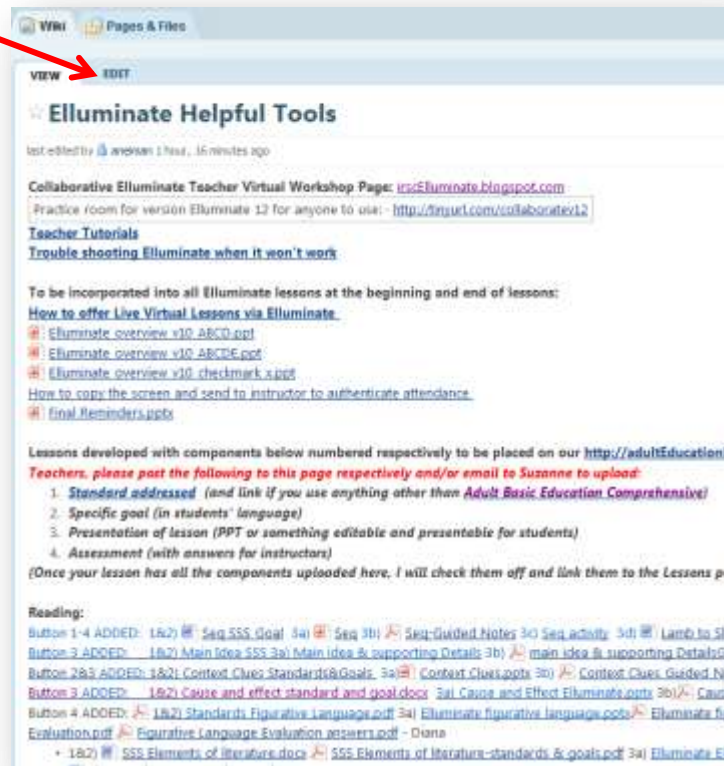 Wiki Pages & Files
VIEW EDIT
Elluminate Helpful Tools
last edited by 1 hour, 16 minutes ago
Collaborative Elluminate Teacher Virtual Workshop Page: irscElluminate.blogspot.com
Practice room for version Elluminate 12 for anyone to use: - http://tinyurl.com/collaboratev12
Teacher Tutorials
Trouble shooting Elluminate when it won't work
To be incorporated into all Elluminate lessons at the beginning and end of lessons:
How to offer Live Virtual Lessons via Elluminate
Elluminate overview v10 ABCD.ppt
Elluminate overview v10 ABCDE.ppt
Elluminate overview v10 checkmark x.ppt
How to copy the screen and send to instructor to authenticate attendance
Final Reminders.pptx
Lessons developed with components below numbered respectively to be placed on our http://adultEducation
Teachers, please post the following to this page respectively and/or email to Suzanne to upload:
1. Standard addressed (and link if you use anything other than Adult Basic Education Comprehensive)
2. Specific goal (in students' language)
3. Presentation of lesson (PPT or something editable and presentable for students)
4. Assessment (with answers for instructors)
(Once your lesson has all the components uploaded here, I will check them off and link them to the Lessons p
Reading:
Button 1-4 ADDED: 1&2) Seq SSS Goal 3a) Seq 3b) Seq-Guided Notes 3c) Seq activity 3d) Lamb to Sl
Button 3 ADDED: 1&2) Main Idea SSS 3a) Main idea & supporting Details 3b) main idea & supporting DetailsG
Button 2&3 ADDED: 1&2) Context Clues Standards&Goals 3a) Context Clues.pptx 3b) Context Clues Guided N
Button 3 ADDED: 1&2) Cause and effect standard and goal.docx 3a) Cause and Effect Elluminate.pptx 3b) Cau
Button 4 ADDED: 1&2) Standards Figurative Language.pdf 3a) Elluminate figurative language.pptx Elluminate fi
Evaluation.pdf Figurative Language Evaluation answers.pdf - Diana
• 1&2) SSS Elements of literature.docx SSS Elements of literature-standards & goals.pdf 3a) Elluminate E